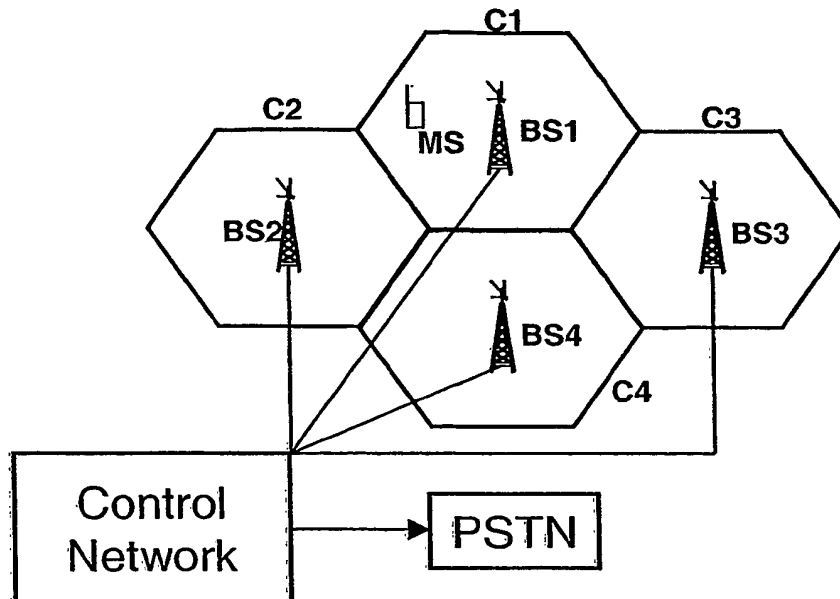 C1
C2
C3
MS
BS1
BS2
BS3
BS4
C4
Control
Network
PSTN